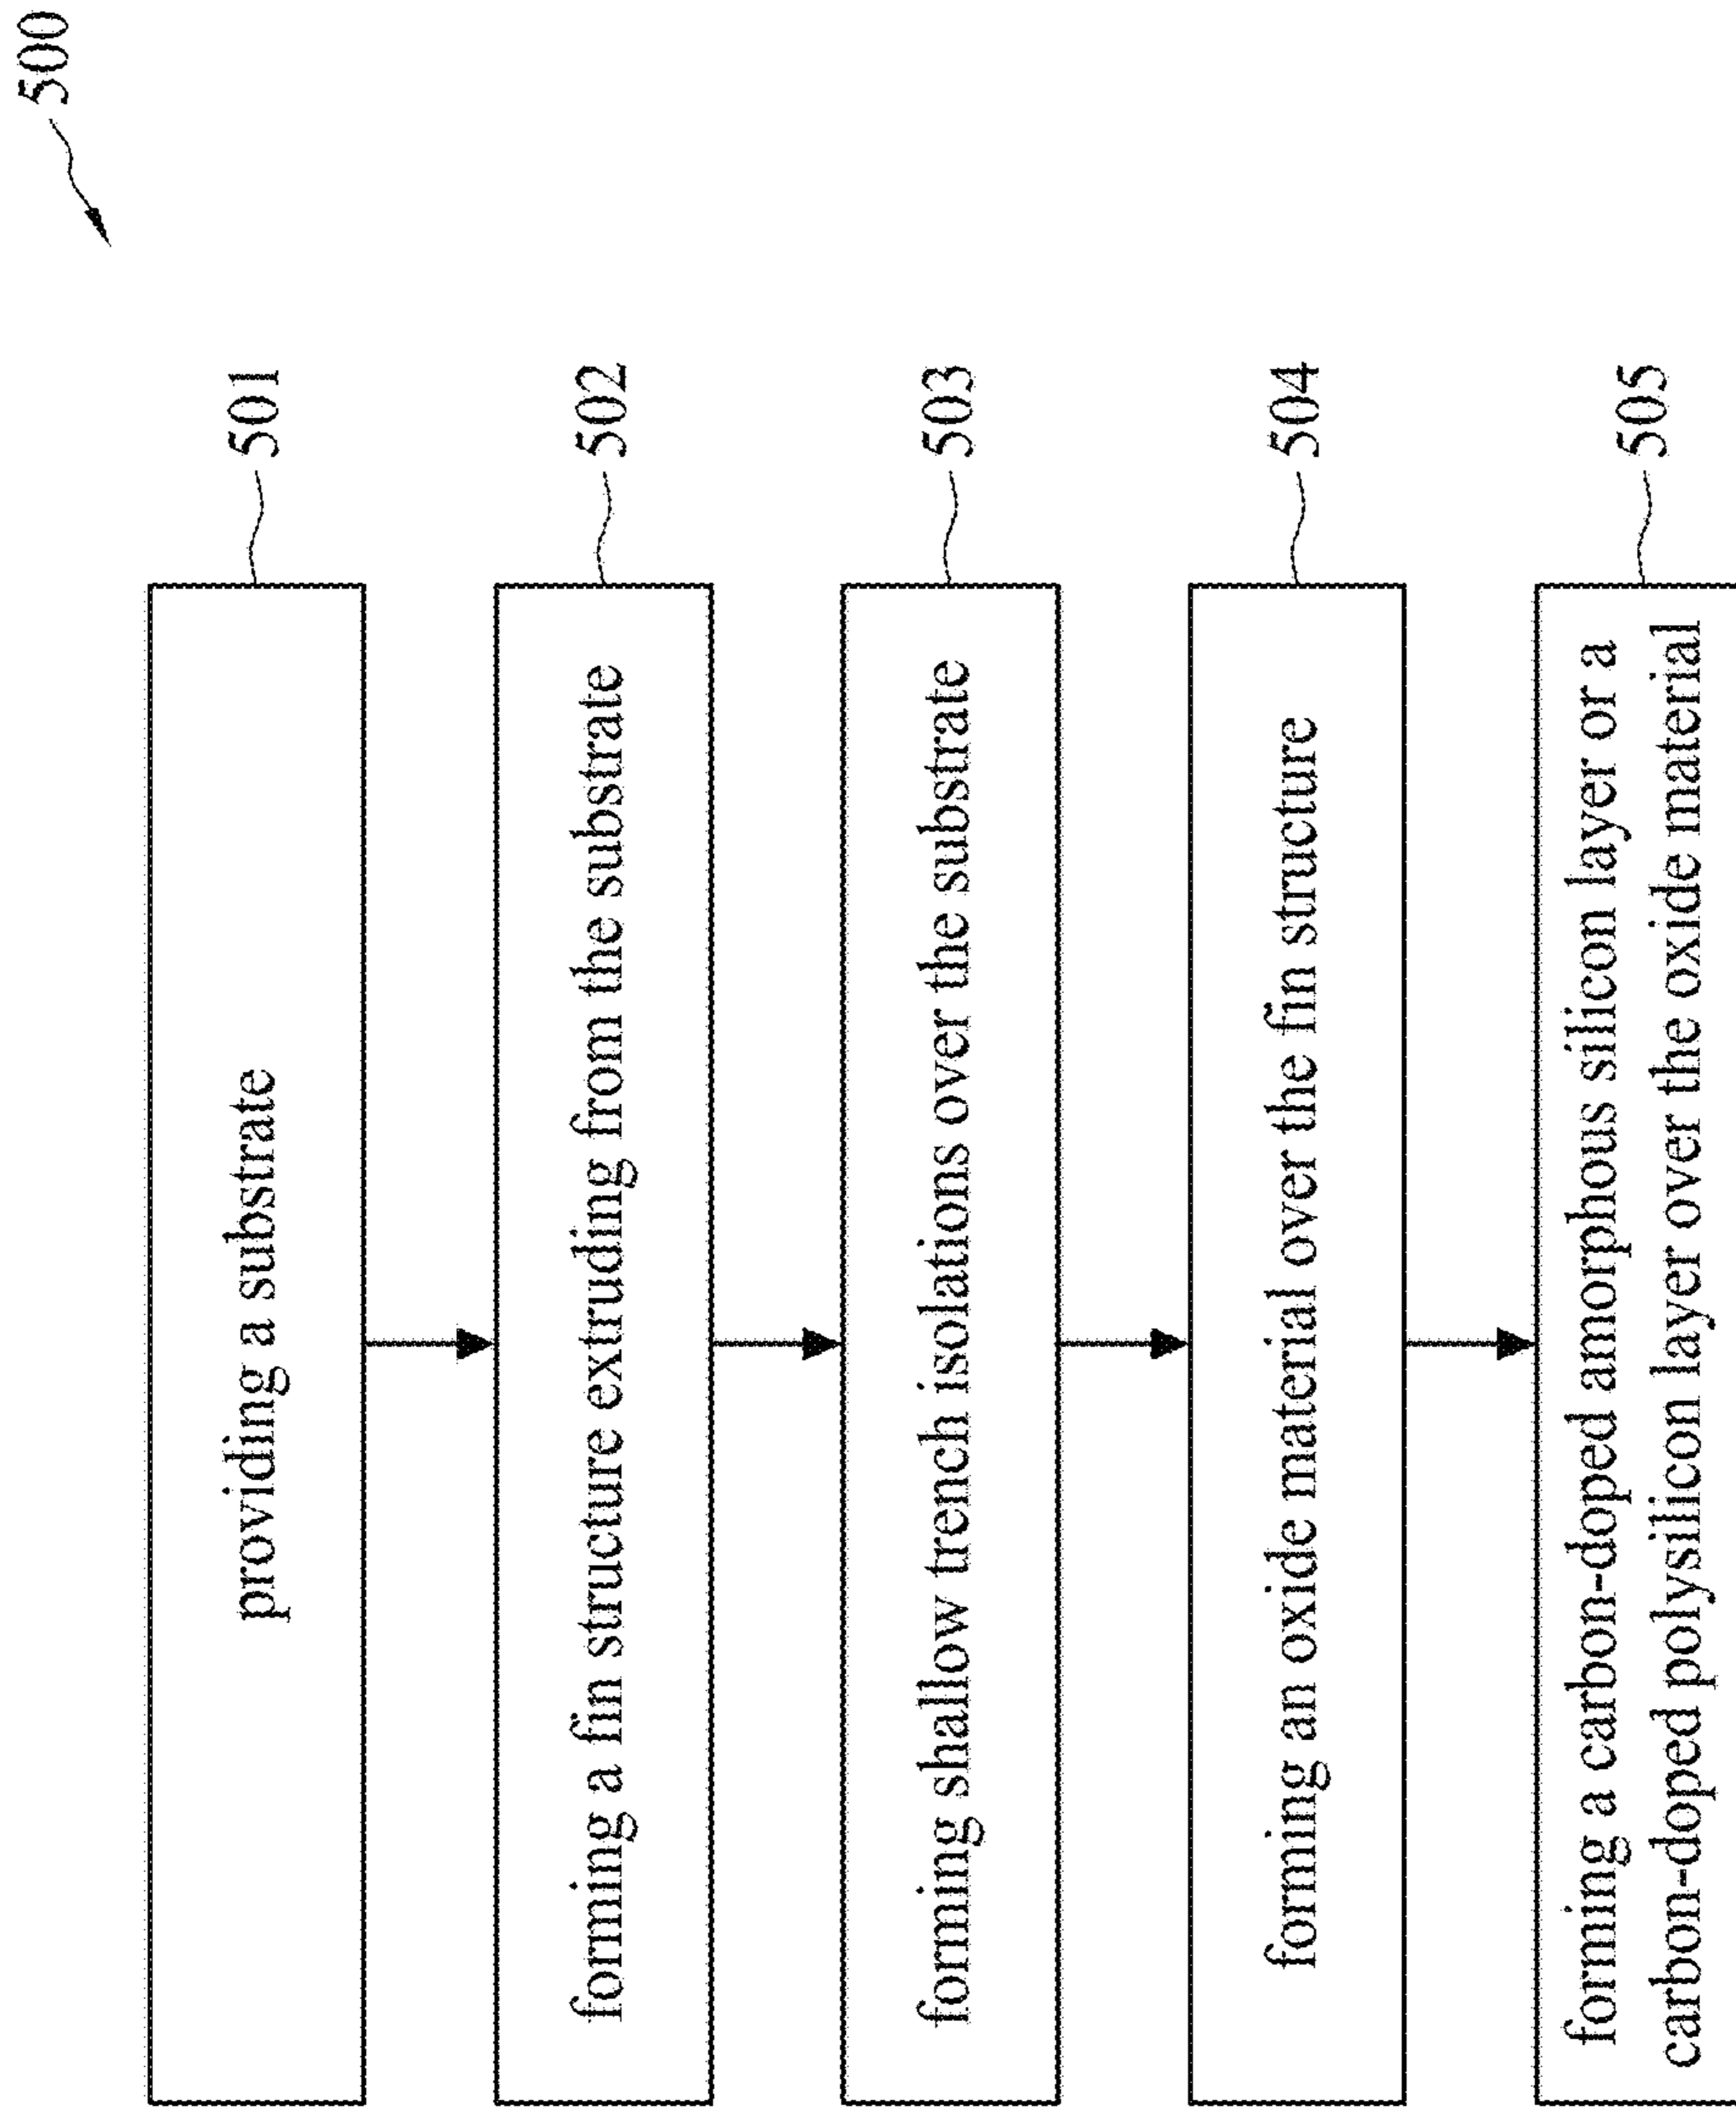 500
providing a substrate
501
forming a fin structure extruding from the substrate
502
forming shallow trench isolations over the substrate
503
forming an oxide material over the fin structure
504
forming a carbon-doped amorphous silicon layer or a
carbon-doped polysilicon layer over the oxide material
505